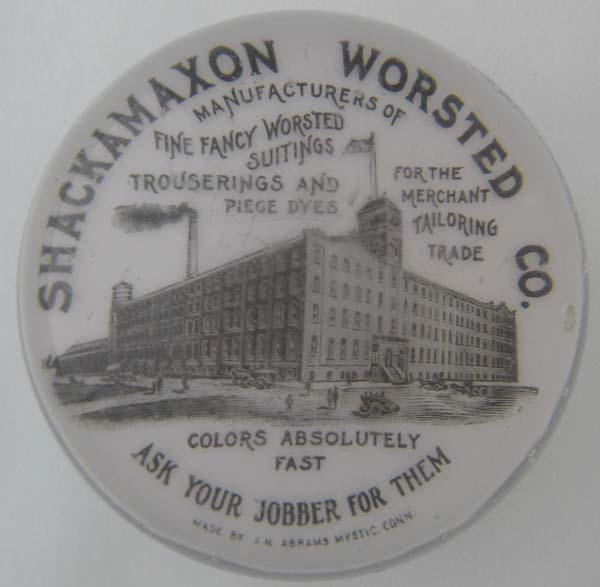 SHACKAMAXON WORSTED CO.
MANUFACTURERS OF
FINE FANCY WORSTED
SUITINGS
TROUSERINGS AND
PIECE DYES
FOR THE
MERCHANT
TAILORING
TRADE
COLORS ABSOLUTELY
FAST
ASK YOUR JOBBER FOR THEM
MADE BY J.N. ABRAMS MYSTIC, CONN.